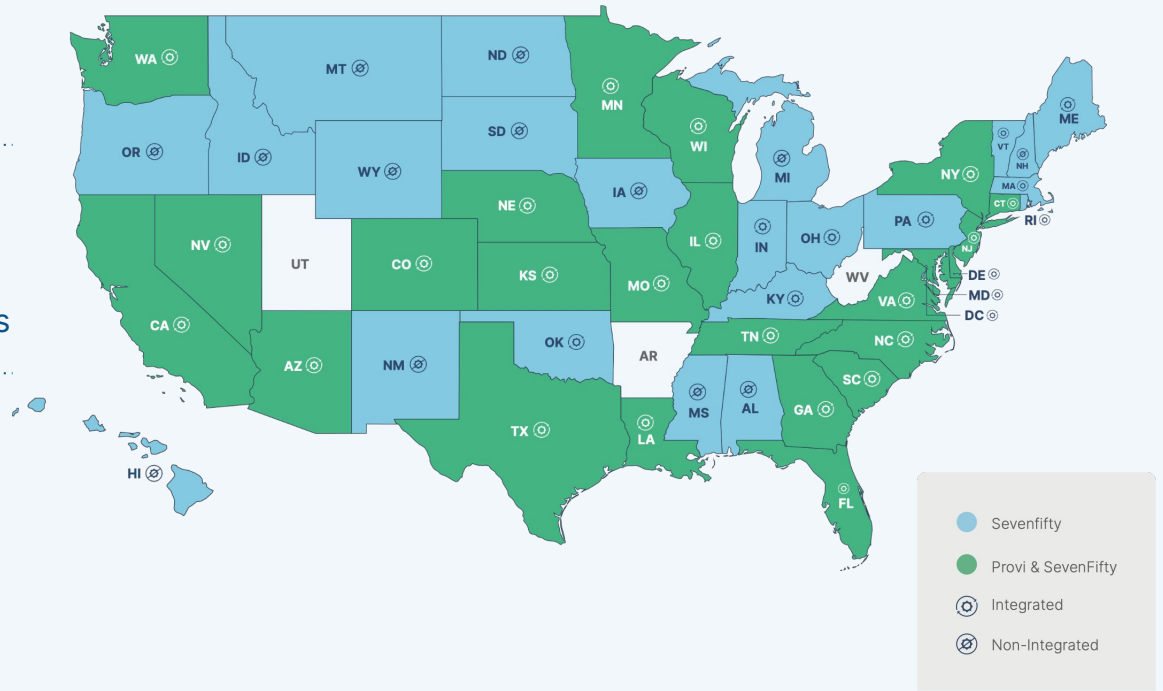 WA
MT
ND
MN
ME
OR
ID
SD
WI
VT
NH
WY
MI
NY
MA
IA
CT
NE
RI
PA
NV
IL
IN
OH
NJ
UT
CO
KS
WV
DE
MO
KY
MD
VA
DC
CA
s
TN
NC
OK
AR
AZ
NM
SC
MS
AL
GA
TX
LA
HI
FL
Sevenfifty
Provi & SevenFifty
Integrated
Non-Integrated